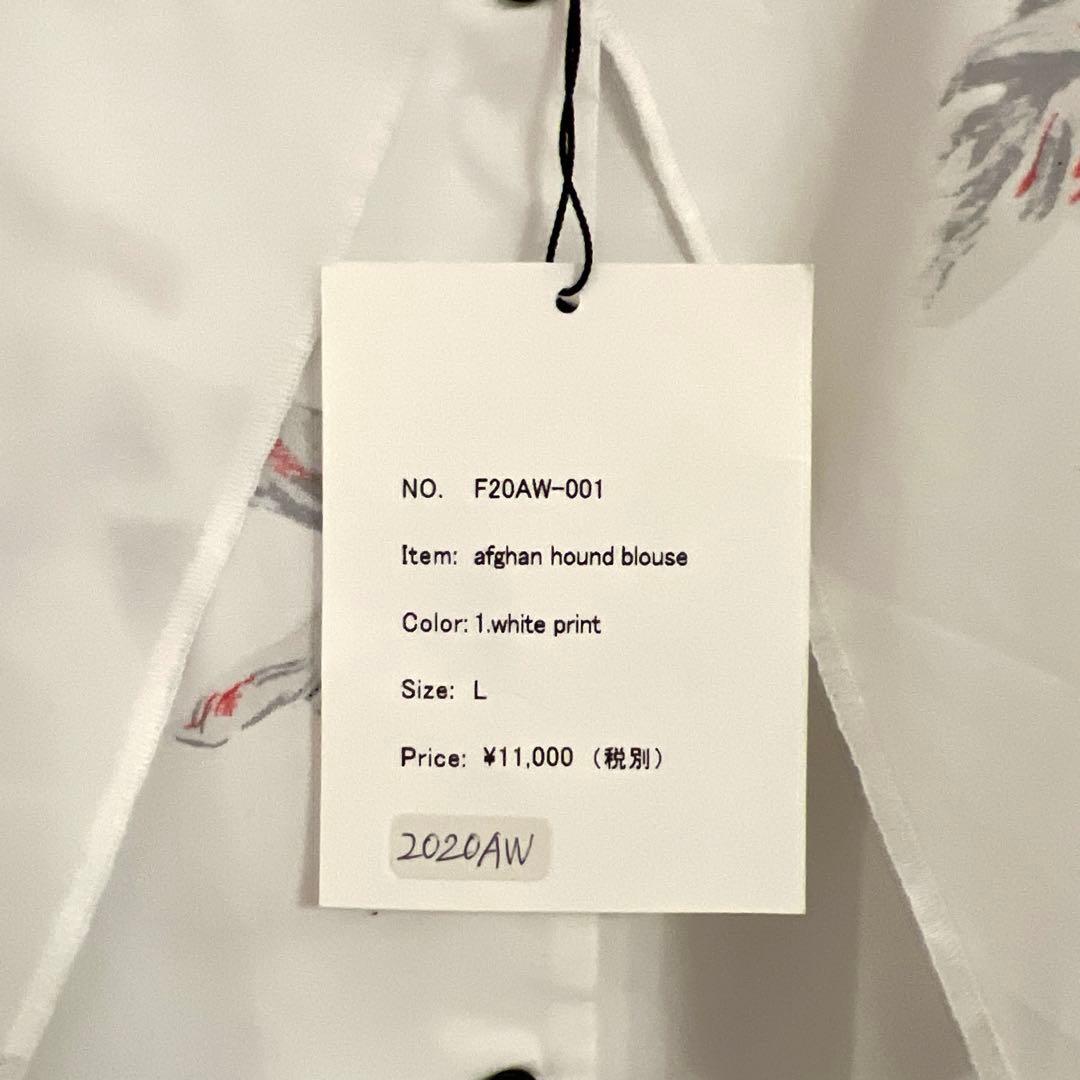 NO. F20AW-001
Item: afghan hound blouse
Color: 1.white print
Size: L
Price: ¥11,000 （税別）
2020AW